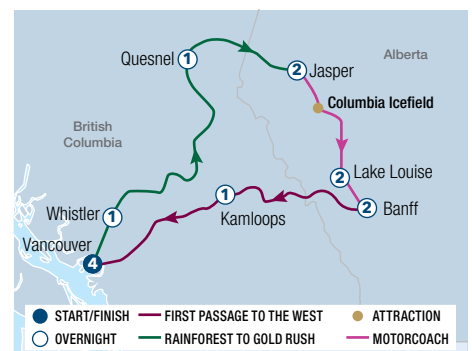 Quesnel
1
2
Jasper
Alberta
Columbia Icefield
British
Columbia
2
Lake Louise
1
Kamloops
2
Banff
Whistler
1
Vancouver
4
START/FINISH
FIRST PASSAGE TO THE WEST
ATTRACTION
OVERNIGHT
RAINFOREST TO GOLD RUSH
MOTORCOACH